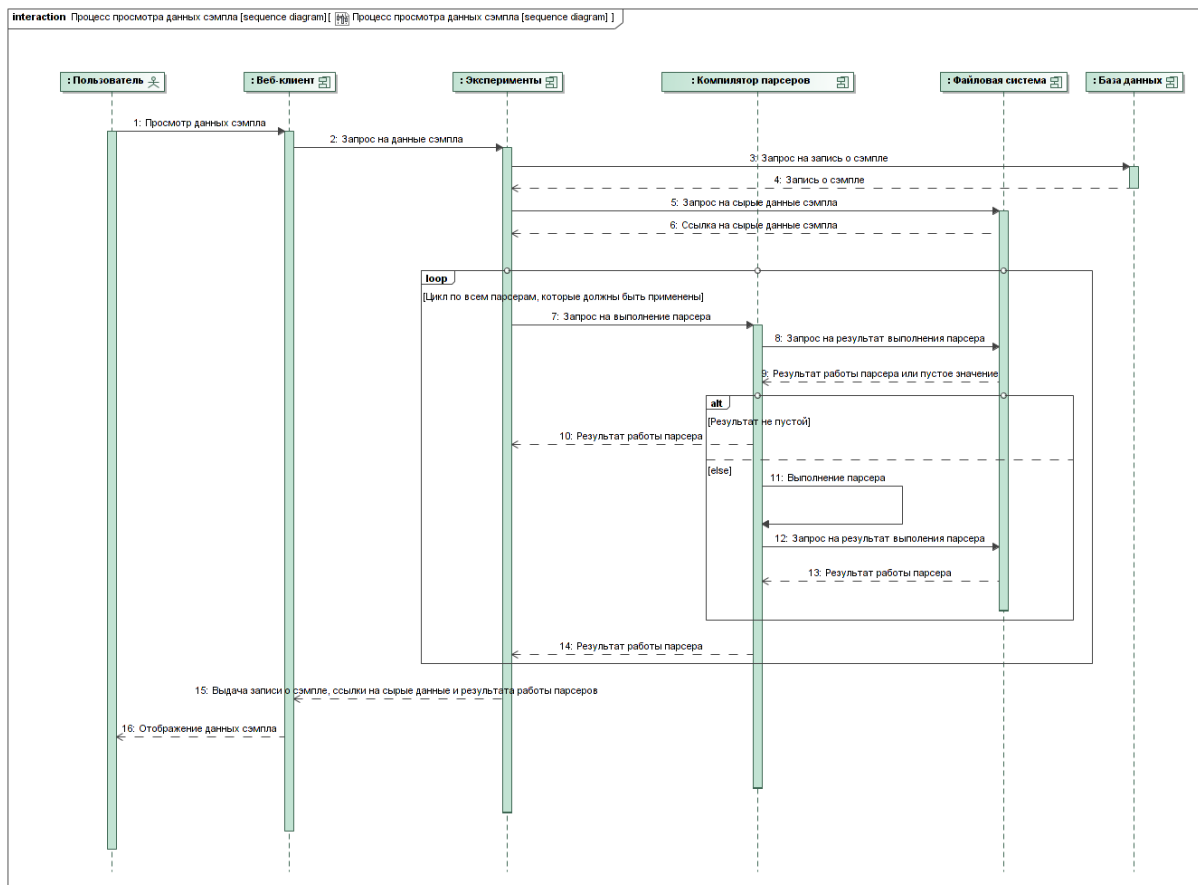 interaction Процесс просмотра данных сэмпла [sequence diagram][ Процесс просмотра данных сэмпла [sequence diagram] ]
: Пользователь
: Веб-клиент
: Эксперименты
: Компилятор парсеров
: Файловая система
: База данных
1: Просмотр данных сэмпла
2: Запрос на данные сэмпла
3: Запрос на запись о сэмпле
4: Запись о сэмпле
5: Запрос на сырые данные сэмпла
6: Ссылка на сырые данные сэмпла
loop
[Цикл по всем парсерам, которые должны быть применены]
7: Запрос на выполнение парсера
8: Запрос на результат выполнения парсера
9: Результат работы парсера или пустое значение
alt
[Результат не пустой]
10: Результат работы парсера
[else]
11: Выполнение парсера
12: Запрос на результат выполения парсера
13: Результат работы парсера
14: Результат работы парсера
15: Выдача записи о сэмпле, ссылки на сырые данные и результата работы парсеров
16: Отображение данных сэмпла